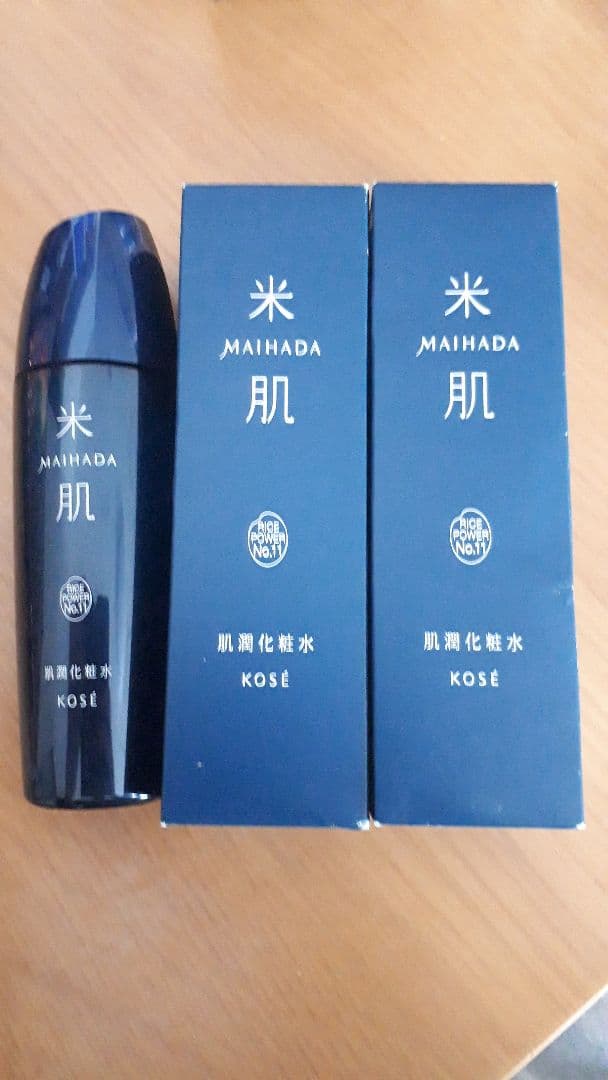 米
MAIHADA
肌
RICE
POWER
No.11
肌潤化粧水
KOSÉ
米
MAIHADA
肌
RICE
POWER
No.11
肌潤化粧水
KOSÉ
米
MAIHADA
肌
RICE
POWER
No.11
肌潤化粧水
KOSÉ